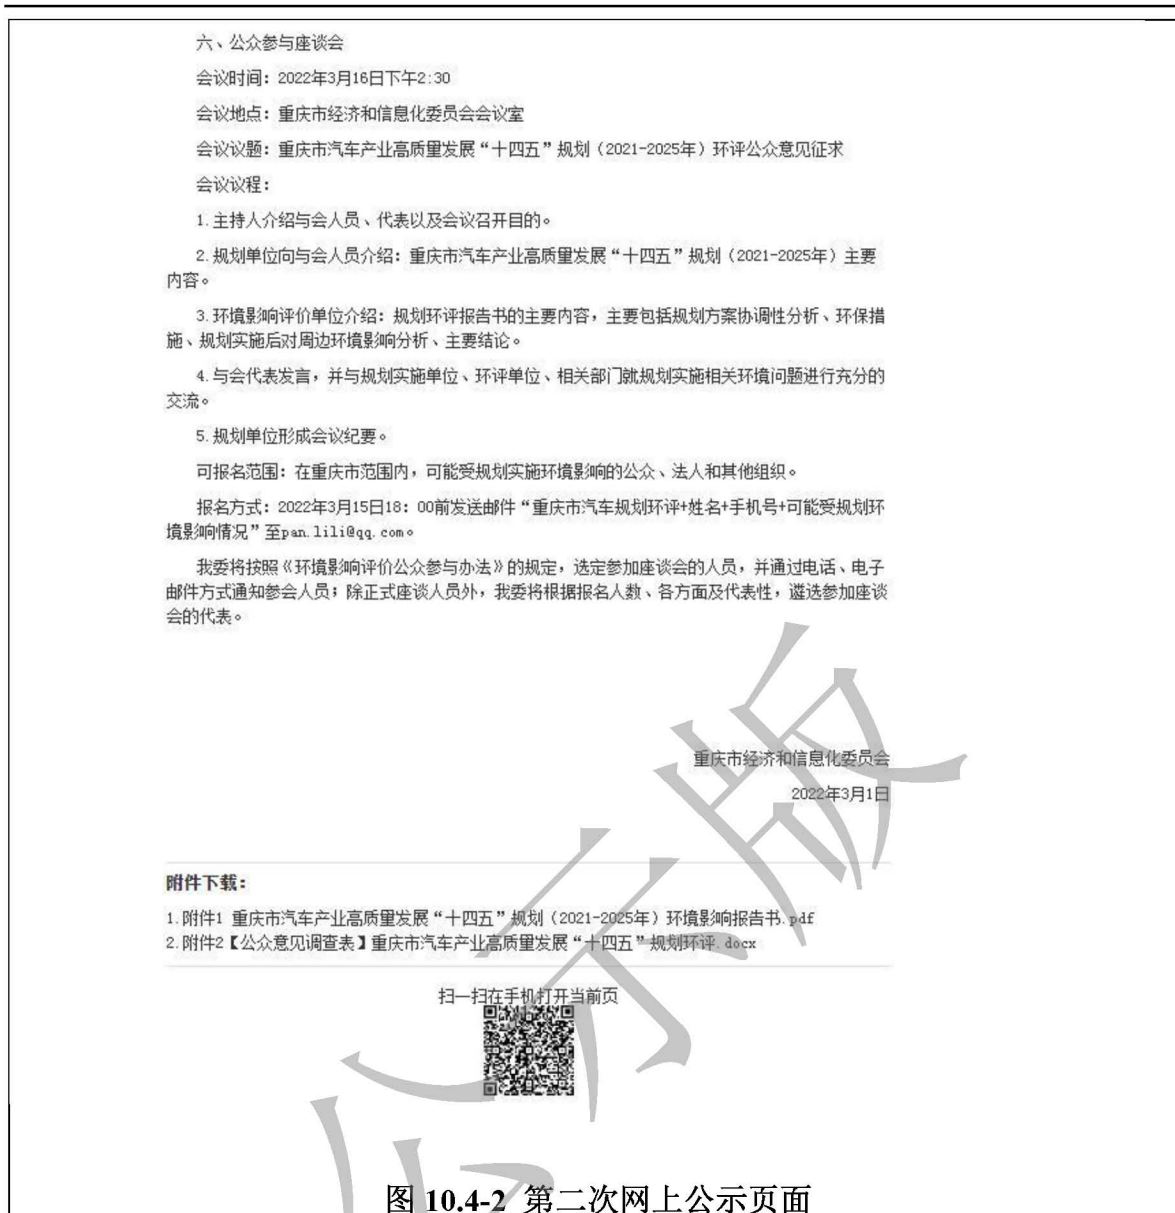 六、公众参与座谈会
会议时间：2022年3月16日下午2:30
会议地点：重庆市经济和信息化委员会会议室
会议议题：重庆市汽车产业高质量发展“十四五”规划（2021-2025年）环评公众意见征求
会议议程：
1.主持人介绍与会人员、代表以及会议召开目的。
2.规划单位向与会人员介绍：重庆市汽车产业高质量发展“十四五”规划（2021-2025年）主要
内容。
3.环境影响评价单位介绍：规划环评报告书的主要内容，主要包括规划方案协调性分析、环保措
施、规划实施后对周边环境影响分析、主要结论。
4.与会代表发言，并与规划实施单位、环评单位、相关部门就规划实施相关环境问题进行充分的
交流。
5.规划单位形成会议纪要。
可报名范围：在重庆市范围内，可能受规划实施环境影响的公众、法人和其他组织。
报名方式：2022年3月15日18：00前发送邮件“重庆市汽车规划环评+姓名+手机号+可能受规划环
境影响情况”至pan.lili@qq.com。
我委将按照《环境影响评价公众参与办法》的规定，选定参加座谈会的人员，并通过电话、电子
邮件方式通知参会人员；除正式座谈人员外，我委将根据报名人数、各方面及代表性，遴选参加座谈
会的代表。
重庆市经济和信息化委员会
2022年3月1日
附件下载：
1.附件1 重庆市汽车产业高质量发展“十四五”规划（2021-2025年）环境影响报告书.pdf
2.附件2【公众意见调查表】重庆市汽车产业高质量发展“十四五”规划环评.docx
扫一扫在手机打开当前页
图 10.4-2 第二次网上公示页面
公示版